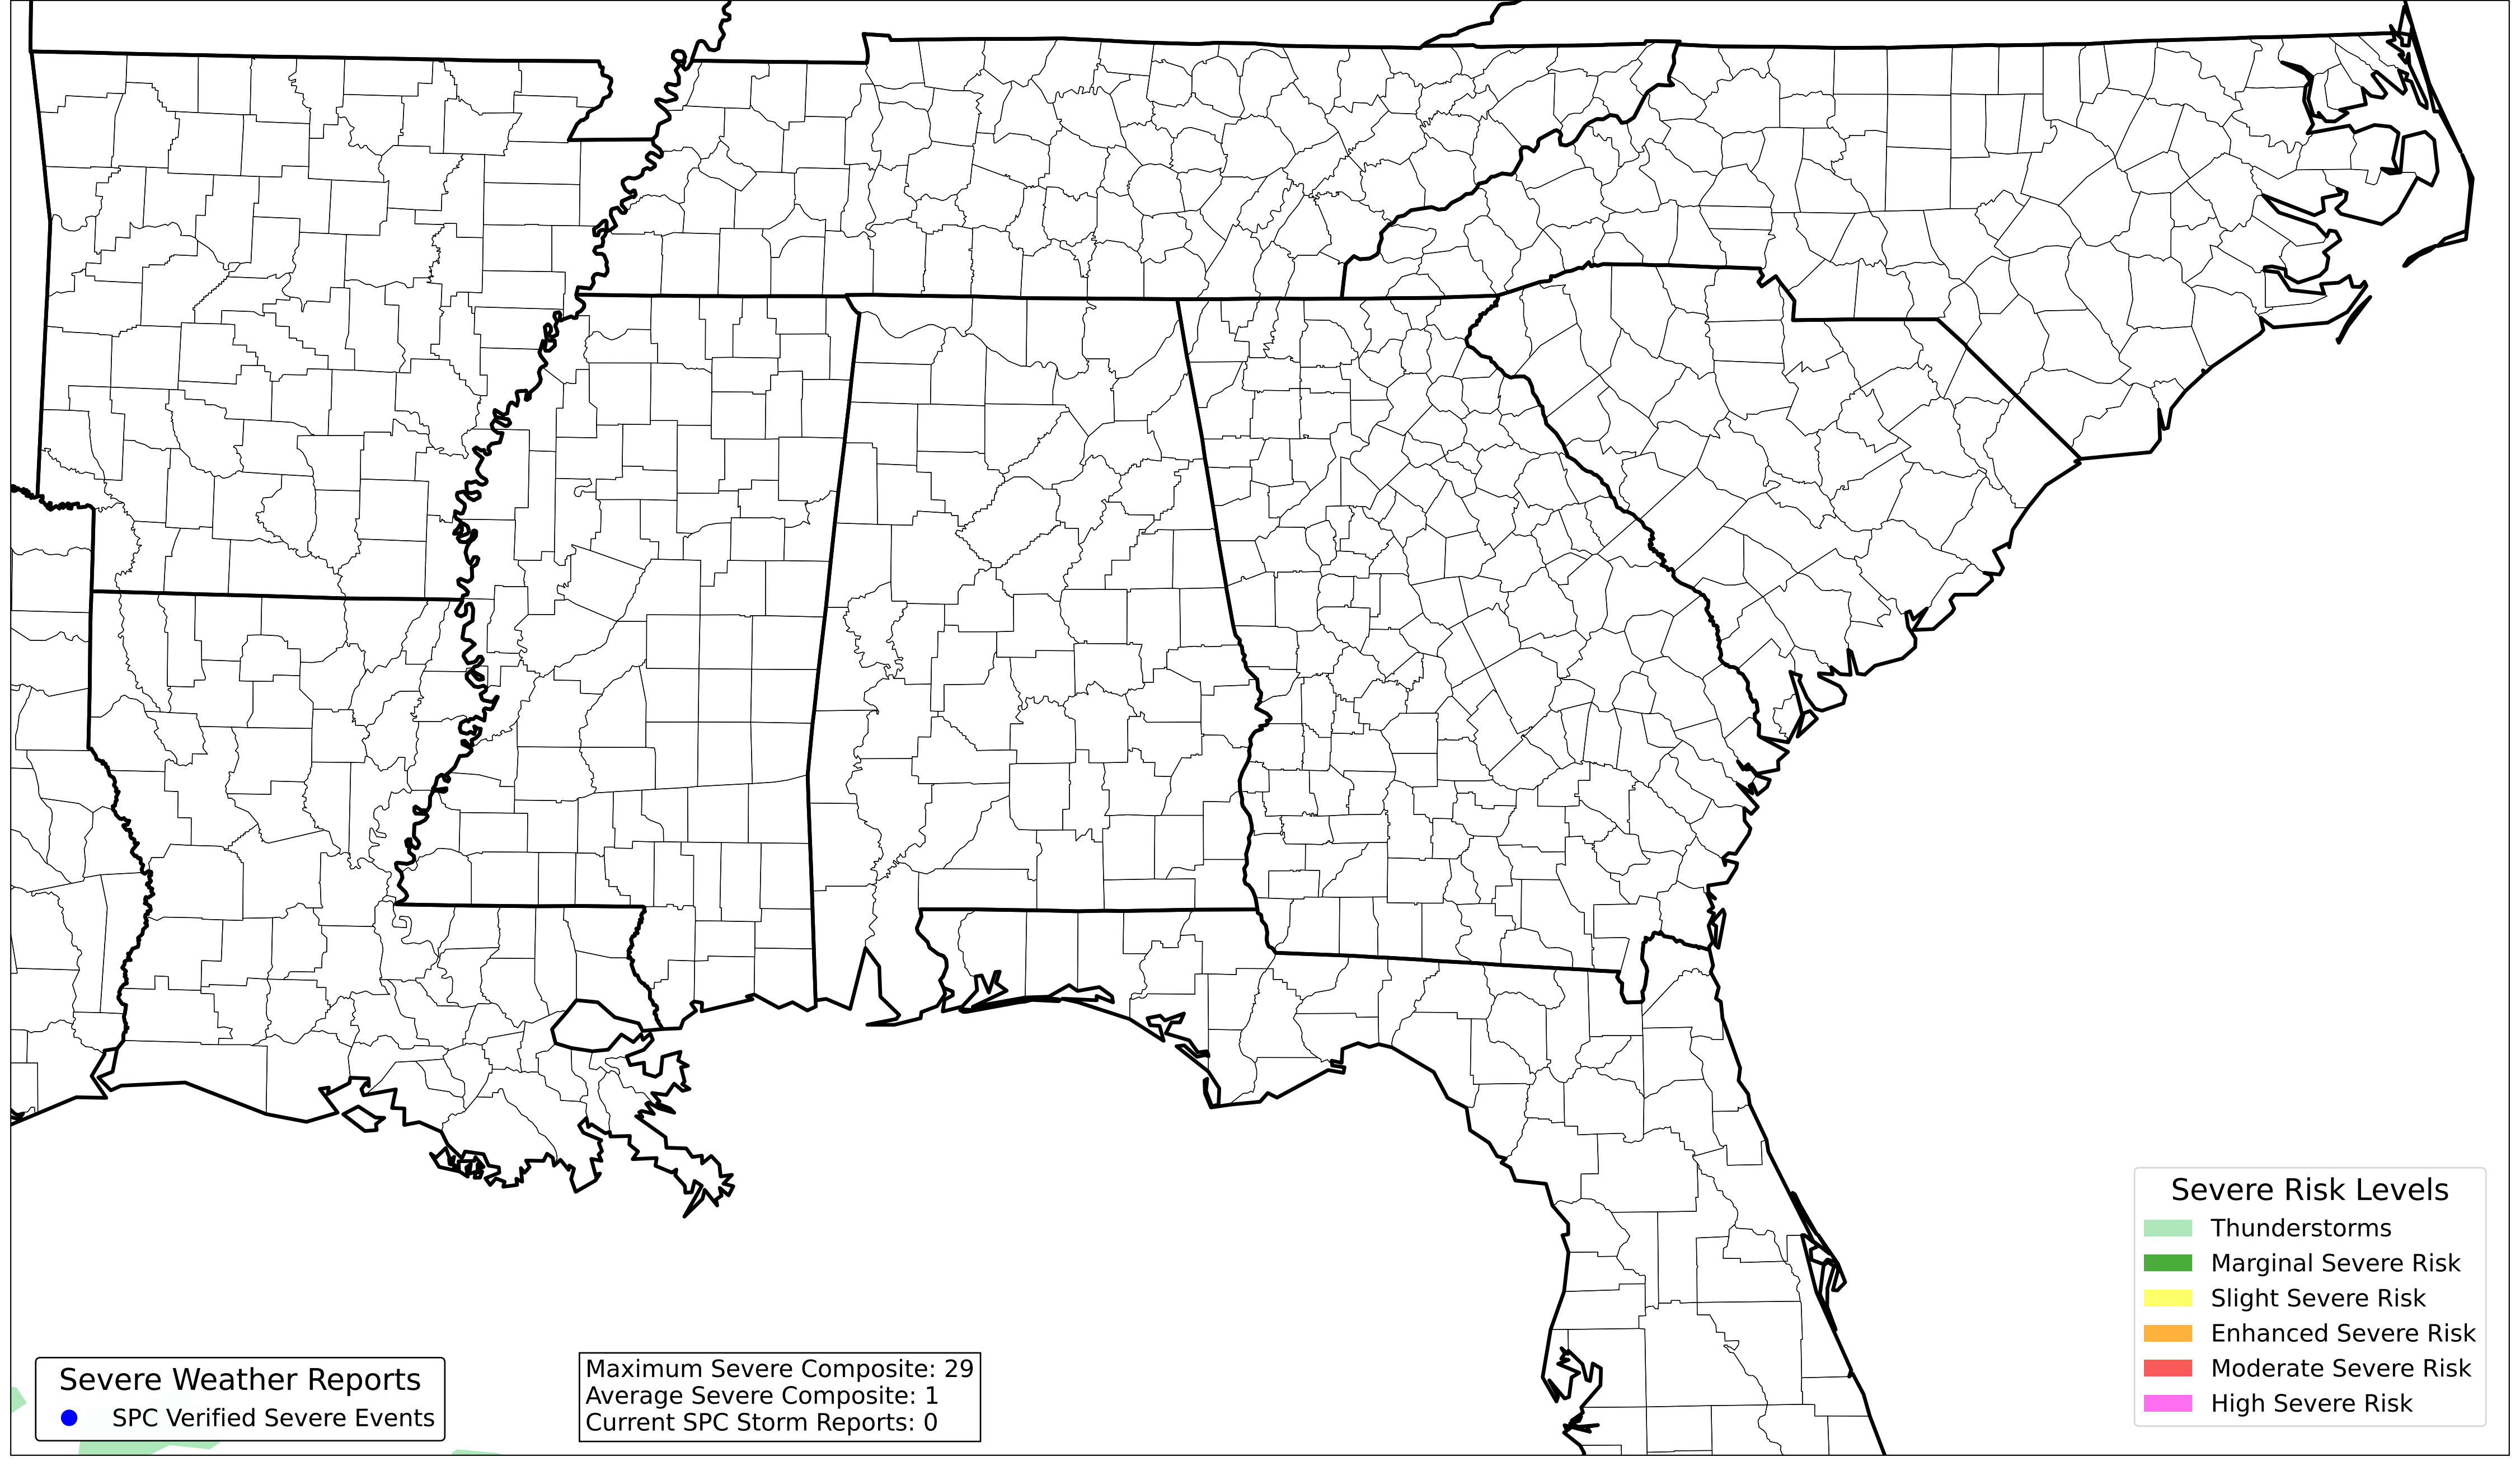 Severe Weather Reports
SPC Verified Severe Events
Maximum Severe Composite: 29
Average Severe Composite: 1
Current SPC Storm Reports: 0
Severe Risk Levels
Thunderstorms
Marginal Severe Risk
Slight Severe Risk
Enhanced Severe Risk
Moderate Severe Risk
High Severe Risk